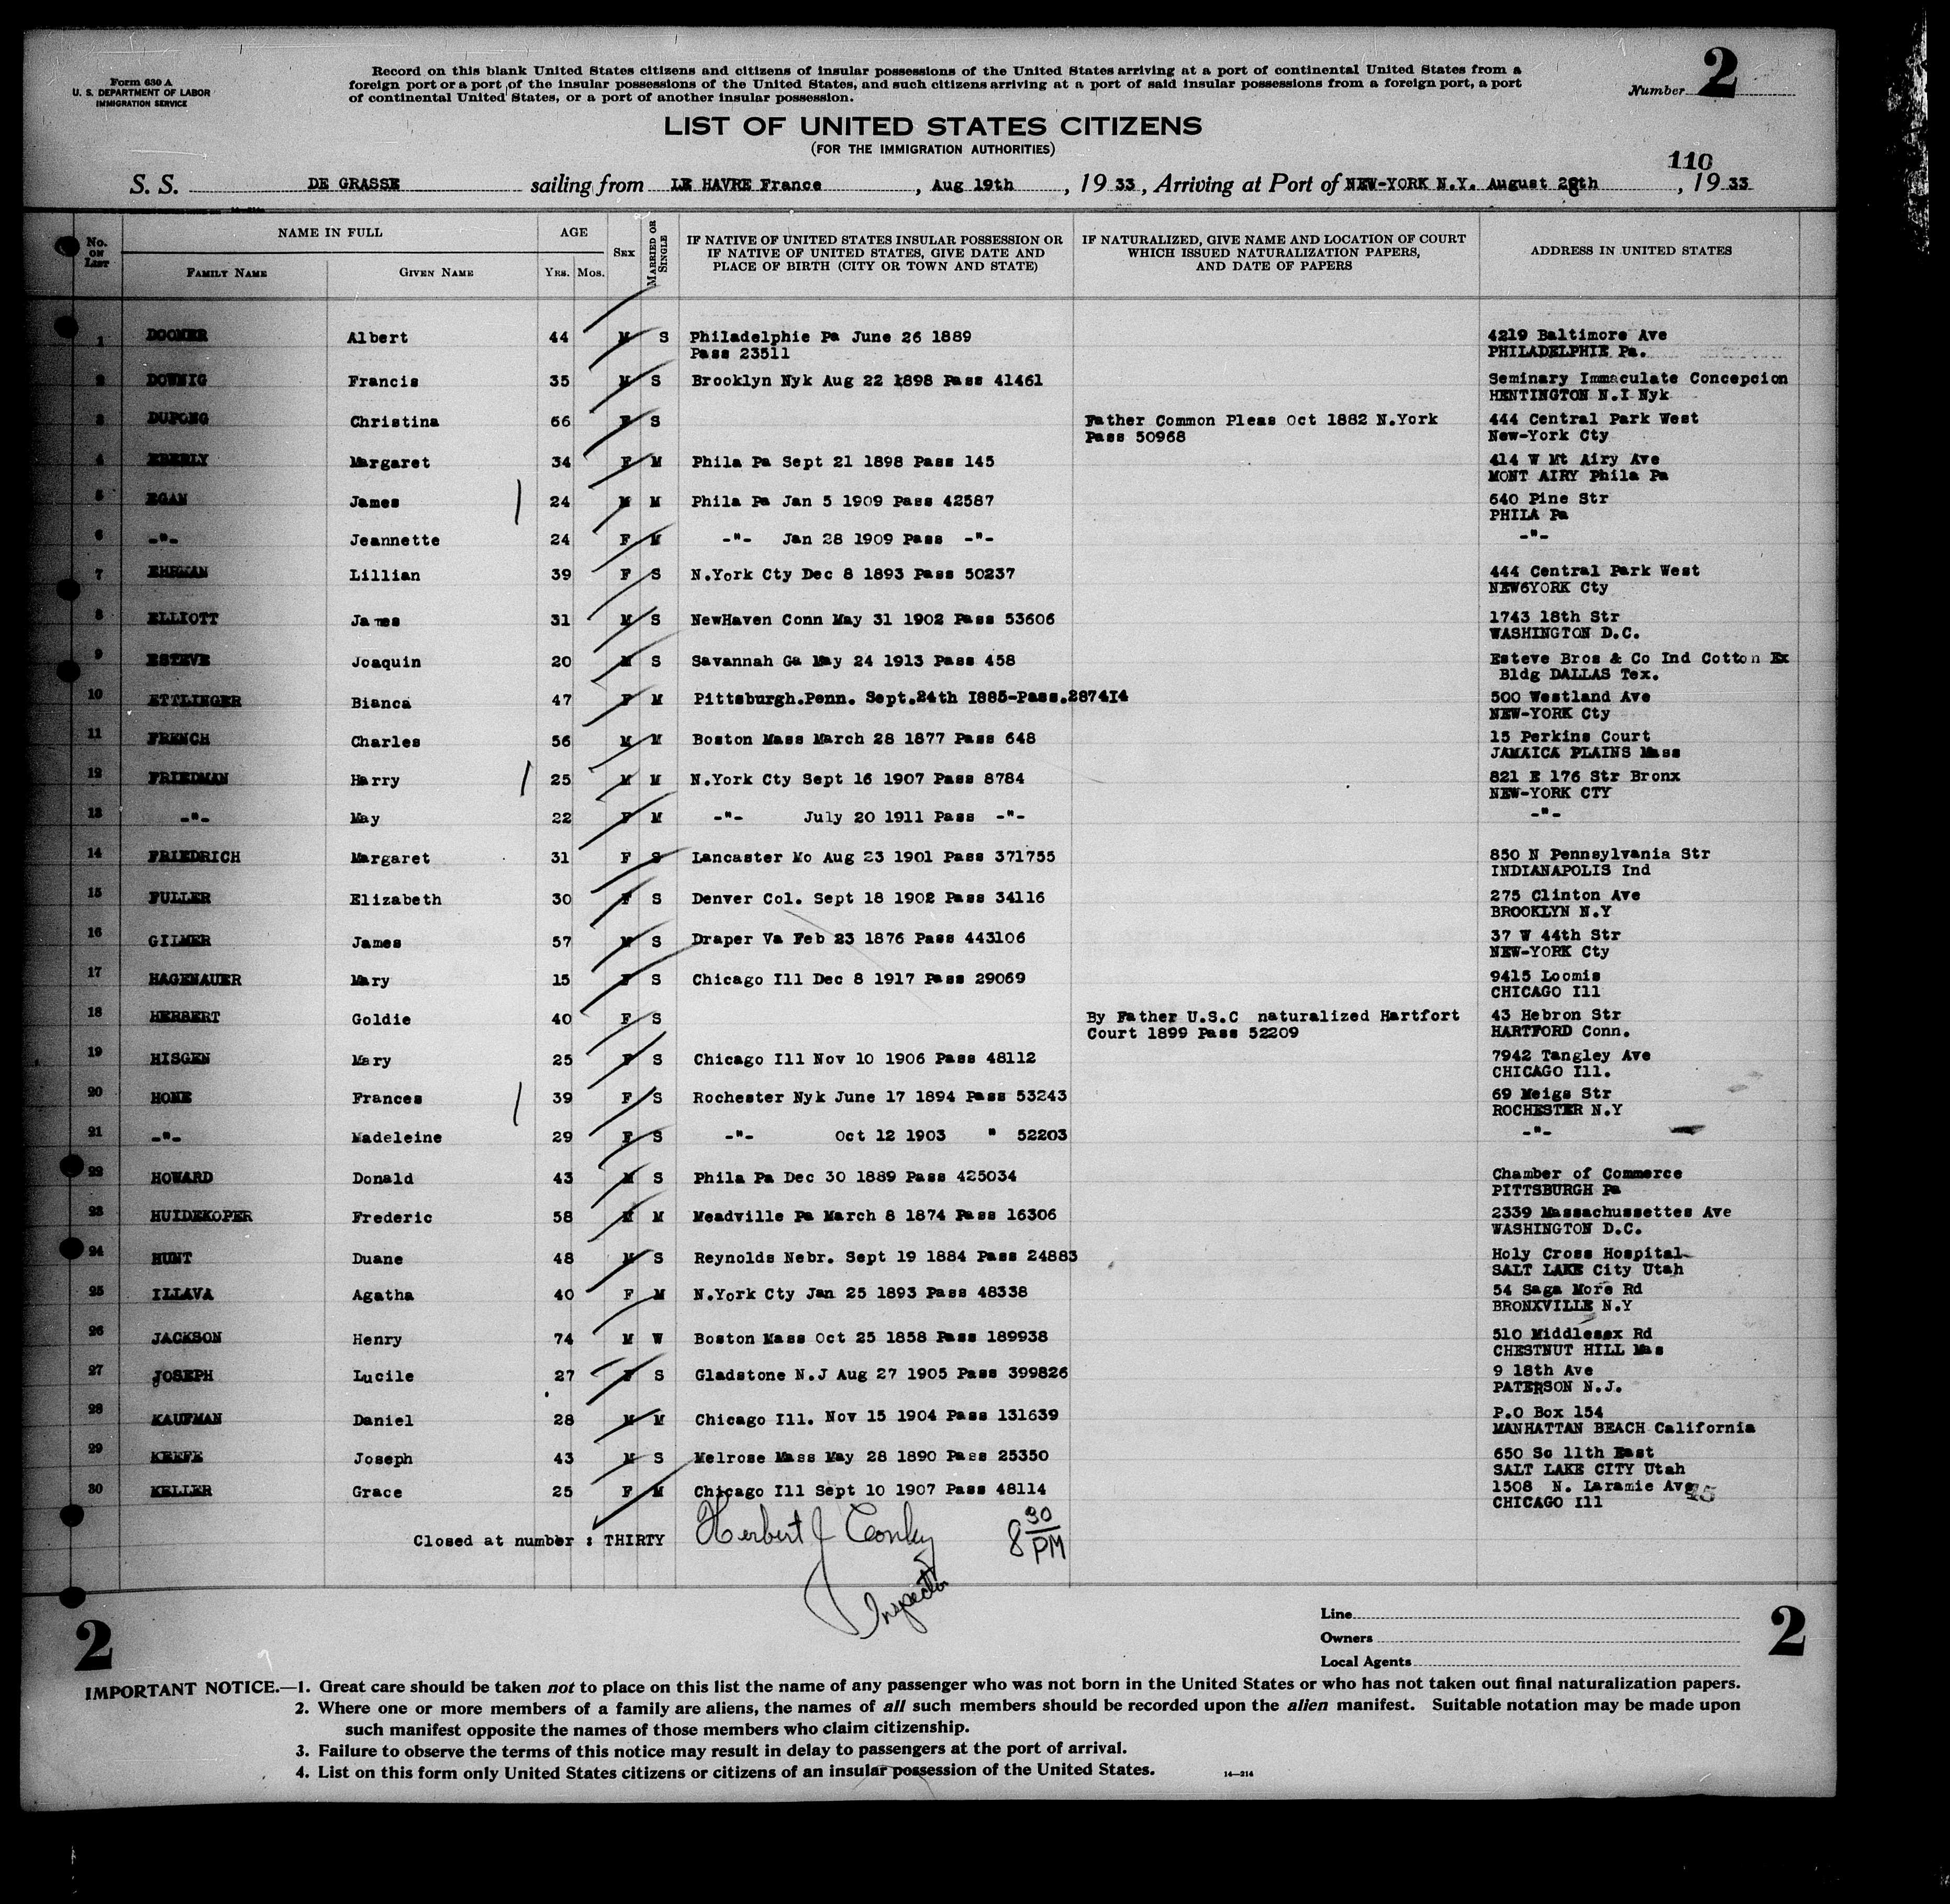 Form 630 A
U. S. DEPARTMENT OF LABOR
IMMIGRATION SERVICE
Record on this blank United States citizens and citizens of insular possessions of the United States arriving at a port of continental United States from a
foreign port or a port of the insular possessions of the United States, and such citizens arriving at a port of said insular possessions from a foreign port, a port
of continental United States, or a port of another insular possession.
Number 2
LIST OF UNITED STATES CITIZENS
(FOR THE IMMIGRATION AUTHORITIES)
110
S. S. DE GRASSE sailing from LE HAVRE France , Aug 19th , 19 33 , Arriving at Port of NEW-YORK N.Y. August 28th , 19 33
No. ON LIST
NAME IN FULL
FAMILY NAME GIVEN NAME
AGE
YRS. MOS.
SEX
MARRIED OR SINGLE
IF NATIVE OF UNITED STATES INSULAR POSSESSION OR
IF NATIVE OF UNITED STATES, GIVE DATE AND
PLACE OF BIRTH (CITY OR TOWN AND STATE)
IF NATURALIZED, GIVE NAME AND LOCATION OF COURT
WHICH ISSUED NATURALIZATION PAPERS,
AND DATE OF PAPERS
ADDRESS IN UNITED STATES
1 DOOMER Albert 44 M S Philadelphie Pa June 26 1889 4219 Baltimore Ave
Pass 23511 PHILADELPHIE Pa.
2 DOWNIG Francis 35 M S Brooklyn Nyk Aug 22 1898 Pass 41461 Seminary Immaculate Concepcion
HENTINGTON N.I Nyk
3 DUPONG Christina 66 F S Father Common Pleas Oct 1882 N.York 444 Central Park West
Pass 50968 New-York Cty
4 EBERLY Margaret 34 F M Phila Pa Sept 21 1898 Pass 145 414 W Mt Airy Ave
MONT AIRY Phila Pa
5 EGAN James 24 M M Phila Pa Jan 5 1909 Pass 42587 640 Pine Str
PHILA Pa
6 -"- Jeannette 24 F M -"- Jan 28 1909 Pass -"- -"-
7 EHRMAN Lillian 39 F S N.York Cty Dec 8 1893 Pass 50237 444 Central Park West
NEW6YORK Cty
8 ELLIOTT James 31 M S NewHaven Conn May 31 1902 Pass 53606 1743 18th Str
WASHINGTON D.C.
9 ESTEVE Joaquin 20 M S Savannah Ga May 24 1913 Pass 458 Esteve Bros & Co Ind Cotton Ex
Bldg DALLAS Tex.
10 ETTLINGER Bianca 47 F M Pittsburgh.Penn. Sept.24th I885-Pass.2874I4 500 Westland Ave
NEW-YORK Cty
11 FRENCH Charles 56 M M Boston Mass March 28 1877 Pass 648 15 Perkins Court
JAMAICA PLAINS Mass
12 FRIEDMAN Harry 25 M M N.York Cty Sept 16 1907 Pass 8784 821 E 176 Str Bronx
NEW-YORK CTY
13 -"- May 22 F M -"- July 20 1911 Pass -"- -"-
14 FRIEDRICH Margaret 31 F S Lancaster Mo Aug 23 1901 Pass 371755 850 N Pennsylvania Str
INDIANAPOLIS Ind
15 FULLER Elizabeth 30 F S Denver Col. Sept 18 1902 Pass 34116 275 Clinton Ave
BROOKLYN N.Y
16 GILMER James 57 M S Draper Va Feb 23 1876 Pass 443106 37 W 44th Str
NEW-YORK Cty
17 HAGENAUER Mary 15 F S Chicago Ill Dec 8 1917 Pass 29069 9415 Loomis
CHICAGO Ill
18 HERBERT Goldie 40 F S By Father U.S.C naturalized Hartfort 43 Hebron Str
Court 1899 Pass 52209 HARTFORD Conn.
19 HISGEN Mary 25 F S Chicago Ill Nov 10 1906 Pass 48112 7942 Tangley Ave
CHICAGO Ill.
20 HONE Frances 39 F S Rochester Nyk June 17 1894 Pass 53243 69 Meigs Str
ROCHESTER N.Y
21 -"- Madeleine 29 F S -"- Oct 12 1903 " 52203 -"-
22 HOWARD Donald 43 M S Phila Pa Dec 30 1889 Pass 425034 Chamber of Commerce
PITTSBURGH Pa
23 HUIDEKOPER Frederic 58 M M Meadville Pa March 8 1874 Pass 16306 2339 Massachussettes Ave
WASHINGTON D.C.
24 HUNT Duane 48 M S Reynolds Nebr. Sept 19 1884 Pass 24883 Holy Cross Hospital
SALT LAKE City Utah
25 ILLAVA Agatha 40 F M N.York Cty Jan 25 1893 Pass 48338 54 Saga More Rd
BRONXVILLE N.Y
26 JACKSON Henry 74 M W Boston Mass Oct 25 1858 Pass 189938 510 Middlesex Rd
CHESTNUT HILL Mas
27 JOSEPH Lucile 27 F S Gladstone N.J Aug 27 1905 Pass 399826 9 18th Ave
PATERSON N.J.
28 KAUFMAN Daniel 28 M M Chicago Ill. Nov 15 1904 Pass 131639 P.O Box 154
MANHATTAN BEACH California
29 KEEFE Joseph 43 M S Melrose Mass May 28 1890 Pass 25350 650 So 11th East
SALT LAKE CITY Utah
30 KELLER Grace 25 F M Chicago Ill Sept 10 1907 Pass 48114 1508 N. Laramie Ave
CHICAGO Ill
Closed at number : THIRTY Herbert J Conley 8 30 PM
Inspector
2
Line
Owners
Local Agents
2
IMPORTANT NOTICE.—1. Great care should be taken not to place on this list the name of any passenger who was not born in the United States or who has not taken out final naturalization papers.
2. Where one or more members of a family are aliens, the names of all such members should be recorded upon the alien manifest. Suitable notation may be made upon
such manifest opposite the names of those members who claim citizenship.
3. Failure to observe the terms of this notice may result in delay to passengers at the port of arrival.
4. List on this form only United States citizens or citizens of an insular possession of the United States.
14—214